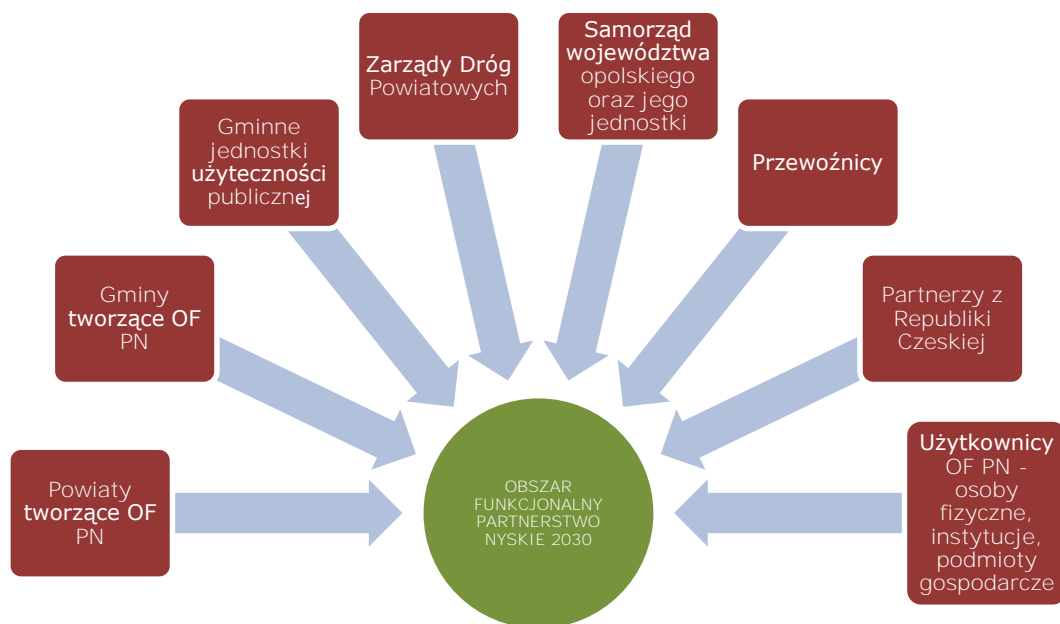 Powiaty
tworzące OF
PN
Gminy
tworzące OF
PN
Gminne
jednostki
użyteczności
publicznej
Zarządy Dróg
Powiatowych
Samorząd
województwa
opolskiego
oraz jego
jednostki
Przewoźnicy
Partnerzy z
Republiki
Czeskiej
Użytkownicy
OF PN -
osoby
fizyczne,
instytucje,
podmioty
gospodarcze
OBSZAR
FUNKCJONALNY
PARTNERSTWO
NYSKIE 2030